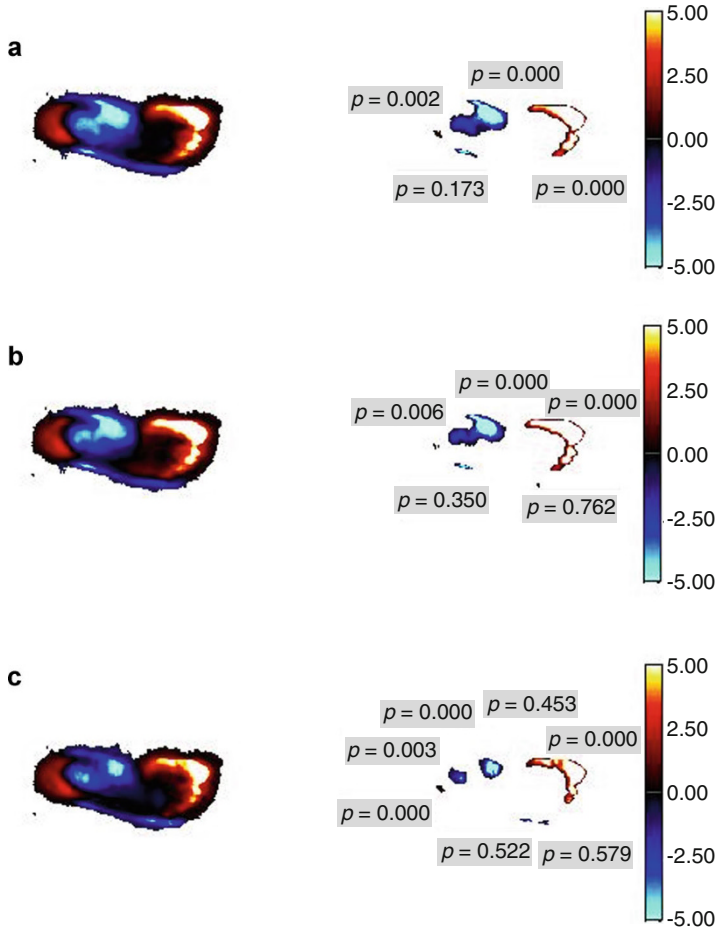 5.00
a
p = 0.000
2.50
p = 0.002
0.00
p = 0.173
p = 0.000
-2.50
-5.00
5.00
b
p = 0.000
2.50
p = 0.006
p = 0.000
0.00
p = 0.350
p = 0.762
-2.50
-5.00
5.00
c
p = 0.000
p = 0.453
2.50
p = 0.003
p = 0.000
0.00
p = 0.000
p = 0.522
p = 0.579
-2.50
-5.00